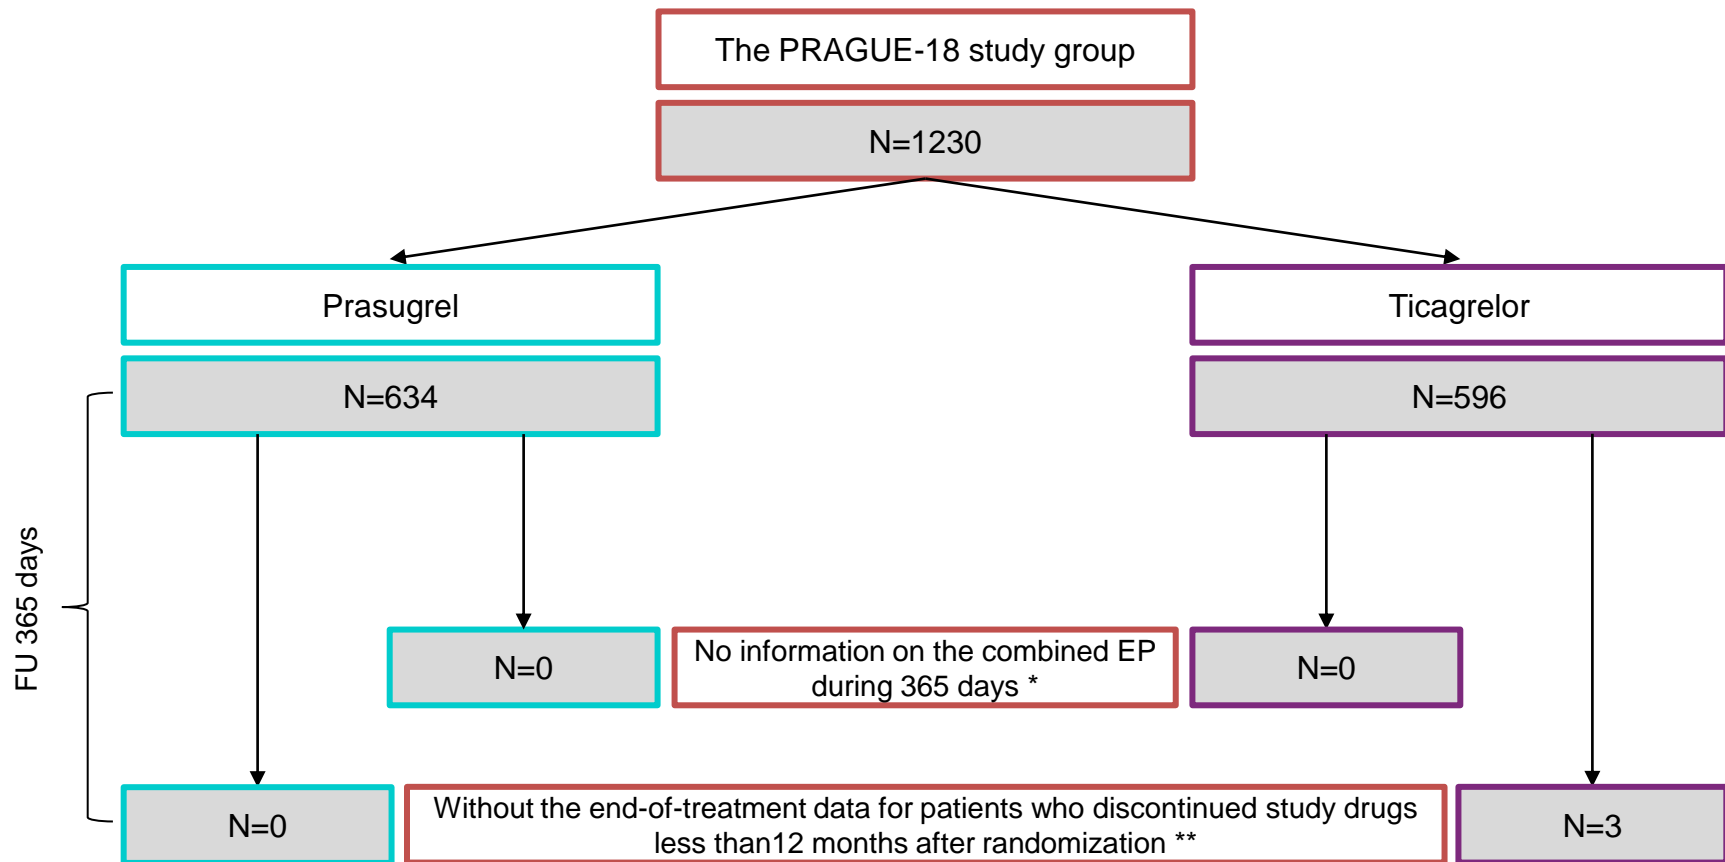 The PRAGUE-18 study group
N=1230
Prasugrel
Ticagrelor
N=634
N=596
FU 365 days
N=0
No information on the combined EP
during 365 days *
N=0
N=0
Without the end-of-treatment data for patients who discontinued study drugs
less than12 months after randomization **
N=3